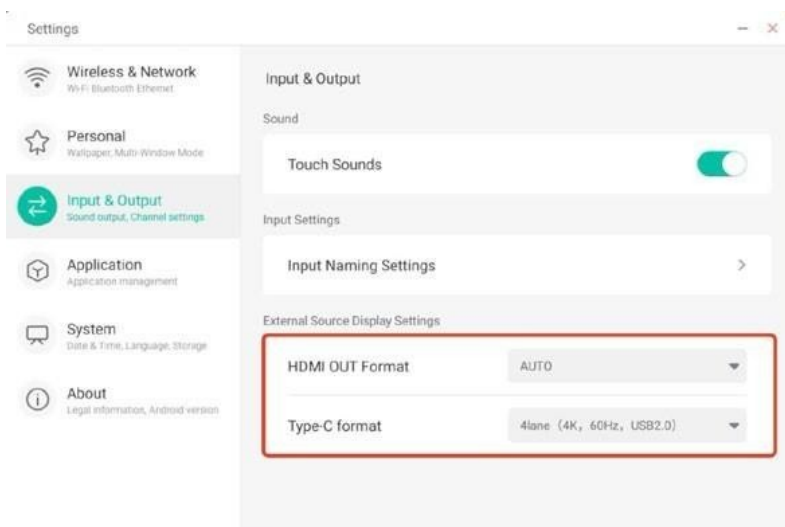 Settings
Wireless & Network
Wi-Fi Bluetooth Ethernet
Personal
Wallpaper, Multi-Window Mode
Input & Output
Sound output, Channel settings
Application
Application management
System
Date & Time, Language, Storage
About
Legal information, Android version
Input & Output
Sound
Touch Sounds
Input Settings
Input Naming Settings
External Source Display Settings
HDMI OUT Format
AUTO
Type-C format
4lane (4K, 60Hz, USB2.0)